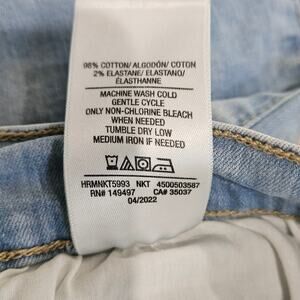 98% COTTON/ ALGODÓN/ COTON
2% ELASTANE/ ELASTANO/
ÉLASTHANNE
MACHINE WASH COLD
GENTLE CYCLE
ONLY NON-CHLORINE BLEACH
WHEN NEEDED
TUMBLE DRY LOW
MEDIUM IRON IF NEEDED
HRMNKT5993 NKT 4500503587
RN# 149497 CA# 35037
04/2022